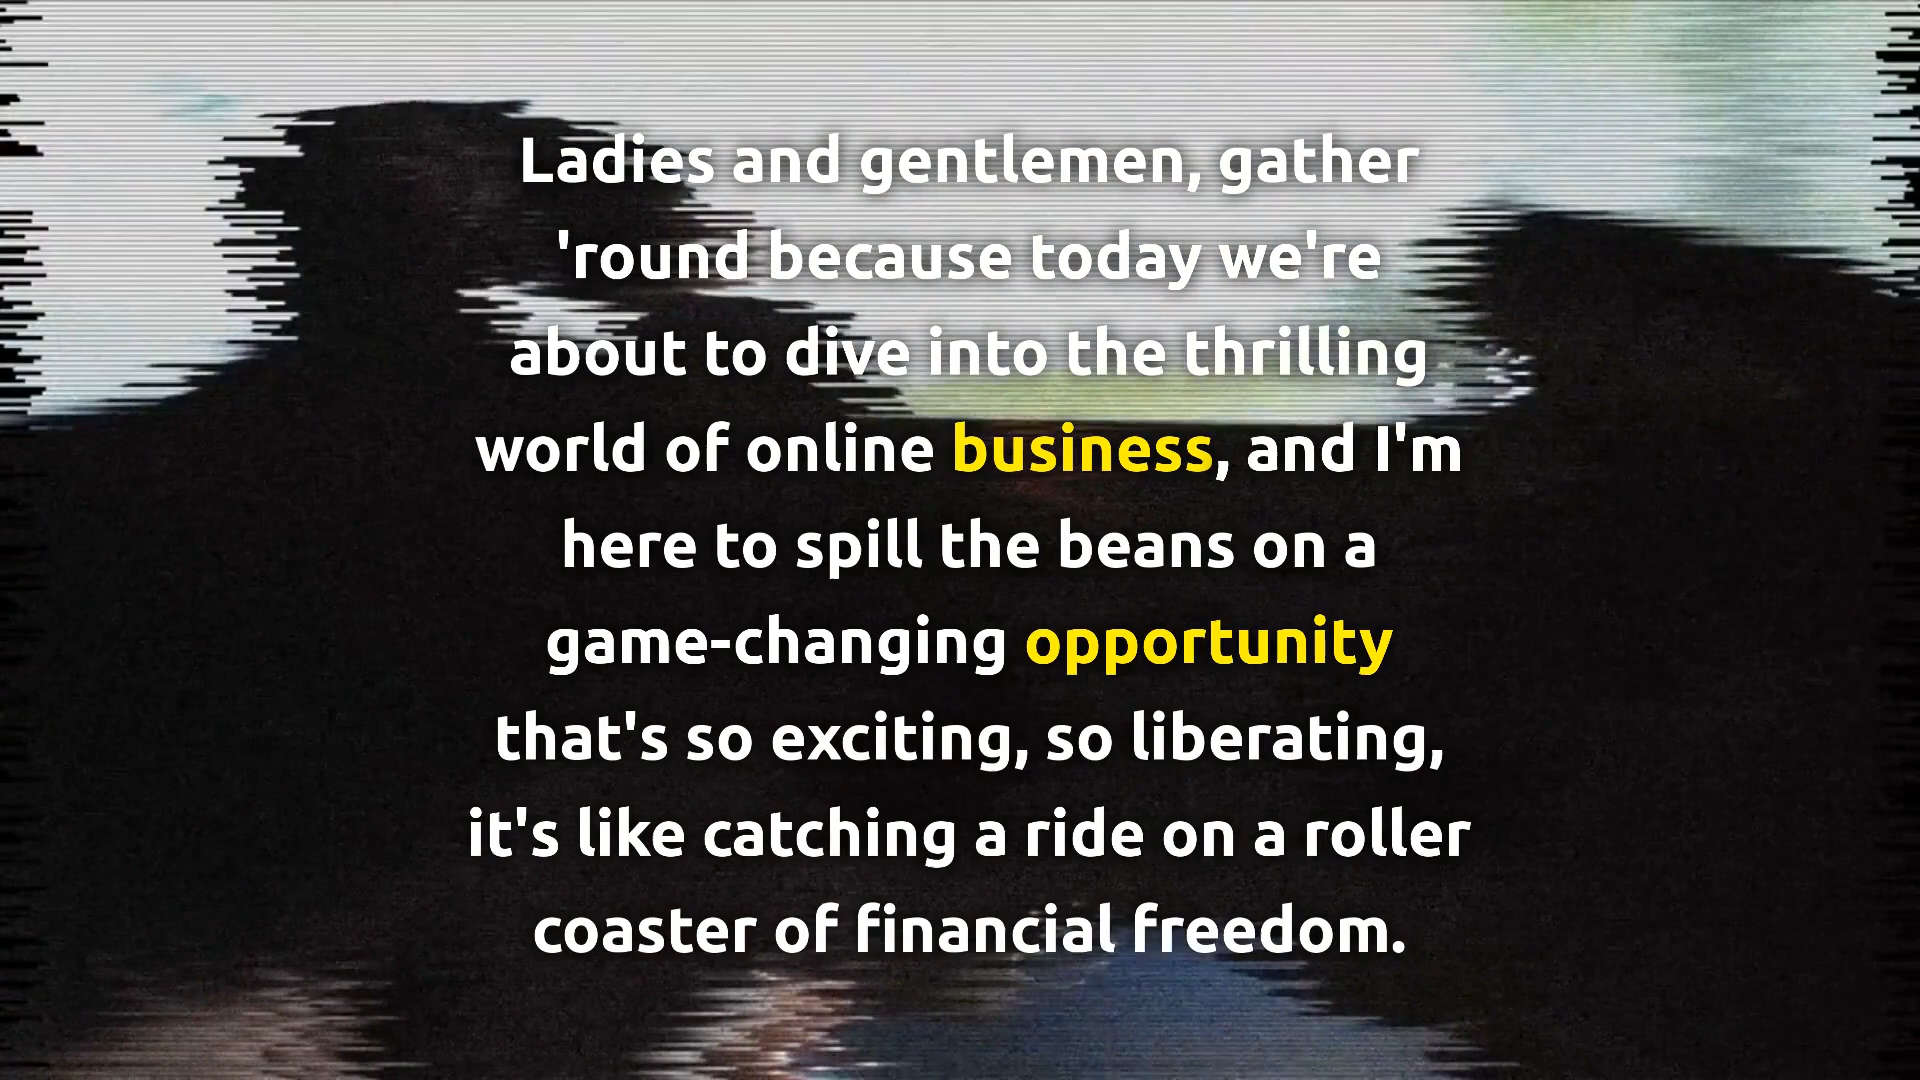 Ladies and gentlemen, gather
'round because today we're
about to dive into the thrilling
world of online business, and I'm
here to spill the beans on a
game-changing opportunity
that's so exciting, so liberating,
it's like catching a ride on a roller
coaster of financial freedom.